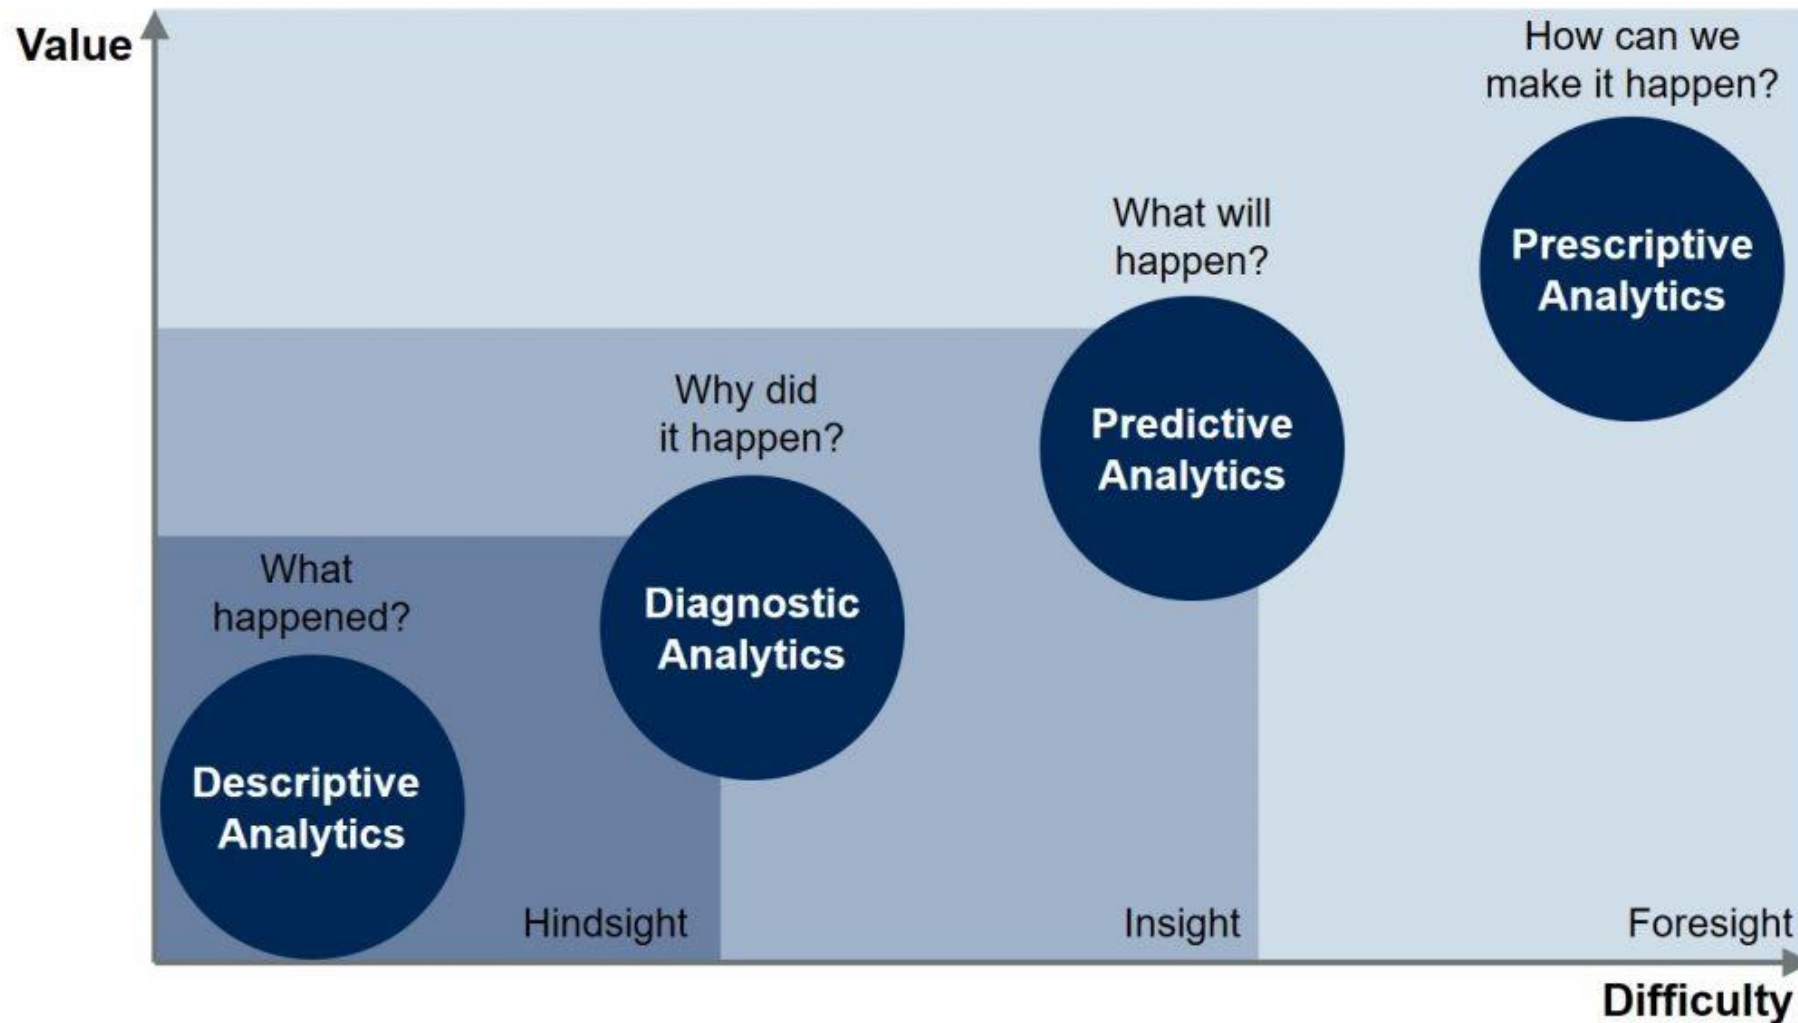 Value
How can we
make it happen?
Prescriptive
Analytics
What will
happen?
Predictive
Analytics
Why did
it happen?
Diagnostic
Analytics
What
happened?
Descriptive
Analytics
Hindsight
Insight
Foresight
Difficulty